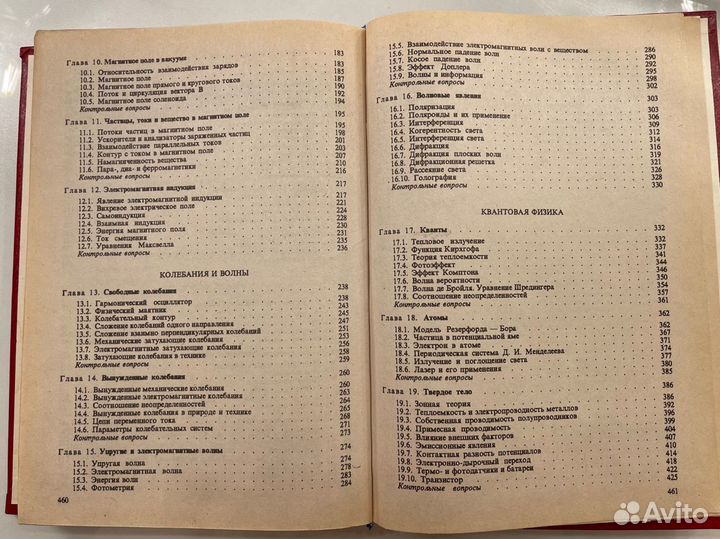 Глава 10. Магнитное поле в вакууме 183
10.1. Относительность взаимодействия зарядов 183
10.2. Магнитное поле 185
10.3. Магнитное поле прямого и кругового токов 187
10.4. Поток и циркуляция вектора B 190
10.5. Магнитное поле соленоида 192
Контрольные вопросы 194
Глава 11. Частицы, токи и вещество в магнитном поле 195
11.1. Потоки частиц в магнитном поле 195
11.2. Ускорители и анализаторы заряженных частиц 198
11.3. Взаимодействие параллельных токов 201
11.4. Контур с током в магнитном поле 203
11.5. Намагниченность вещества 207
11.6. Пара-, диа- и ферромагнетики 210
Контрольные вопросы 216
Глава 12. Электромагнитная индукция 217
12.1. Явление электромагнитной индукции 217
12.2. Вихревое электрическое поле 221
12.3. Самоиндукция 224
12.4. Взаимная индукция 228
12.5. Энергия магнитного поля 230
12.6. Ток смещения 231
12.7. Уравнения Максвелла 235
Контрольные вопросы 236
КОЛЕБАНИЯ И ВОЛНЫ
Глава 13. Свободные колебания 238
13.1. Гармонический осциллятор 238
13.2. Физический маятник 243
13.3. Колебательный контур 245
13.4. Сложение колебаний одного направления 247
13.5. Сложение взаимно перпендикулярных колебаний 250
13.6. Механические затухающие колебания 251
13.7. Электромагнитные затухающие колебания 253
13.8. Затухающие колебания в технике 256
Контрольные вопросы 259
Глава 14. Вынужденные колебания 260
14.1. Вынужденные механические колебания 260
14.2. Вынужденные электромагнитные колебания 263
14.3. Соотношение неопределенностей 264
14.4. Вынужденные колебания в природе и технике 265
14.5. Цепи переменного тока 268
14.6. Параметры колебательных систем 270
Контрольные вопросы 273
Глава 15. Упругие и электромагнитные волны 274
15.1. Упругая волна 274
15.2. Электромагнитная волна 278
15.3. Энергия волн 283
15.4. Фотометрия 284
460
15.5. Взаимодействие электромагнитных волн с веществом 286
15.6. Нормальное падение волн 290
15.7. Косое падение волн 292
15.8. Эффект Доплера 295
15.9. Волны и информация 298
Контрольные вопросы 302
Глава 16. Волновые явления 303
16.1. Поляризация 303
16.2. Поляроиды и их применение 306
16.3. Интерференция 309
16.4. Когерентность света 312
16.5. Интерференция света 314
16.6. Дифракция 316
16.7. Дифракция плоских волн 319
16.8. Дифракционная решетка 321
16.9. Рассеяние света 326
16.10. Голография 328
Контрольные вопросы 330
КВАНТОВАЯ ФИЗИКА
Глава 17. Кванты 332
17.1. Тепловое излучение 332
17.2. Функция Кирхгофа 337
17.3. Теория теплоемкости 341
17.4. Фотоэффект 344
17.5. Эффект Комптона 346
17.6. Волна вероятности 350
17.7. Волна де Бройля. Уравнение Шредингера 354
17.8. Соотношение неопределенностей 357
Контрольные вопросы 361
Глава 18. Атомы 362
18.1. Модель Резерфорда — Бора 362
18.2. Частица в потенциальной яме 367
18.3. Электрон в атоме 371
18.4. Периодическая система Д. И. Менделеева 373
18.5. Излучение и поглощение света 377
18.6. Лазер и его применения 380
Контрольные вопросы 385
Глава 19. Твердое тело 386
19.1. Зонная теория 386
19.2. Теплоемкость и электропроводность металлов 392
19.3. Собственная проводимость полупроводников 396
19.4. Примесная проводимость 399
19.5. Влияние внешних факторов 404
19.6. Эмиссионные явления 407
19.7. Контактная разность потенциалов 414
19.8. Электронно-дырочный переход 418
19.9. Термо- и фотодатчики и батареи 422
19.10. Транзистор 425
Контрольные вопросы
461
Avito